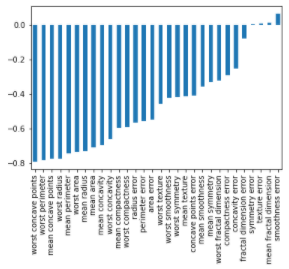 0.0
−0.2
−0.4
−0.6
−0.8
worst concave points
worst perimeter
mean concave points
worst radius
mean perimeter
worst area
mean radius
mean area
mean concavity
worst concavity
mean compactness
worst compactness
radius error
perimeter error
area error
worst texture
worst smoothness
worst symmetry
mean texture
concave points error
mean smoothness
mean symmetry
worst fractal dimension
compactness error
concavity error
fractal dimension error
symmetry error
texture error
mean fractal dimension
smoothness error